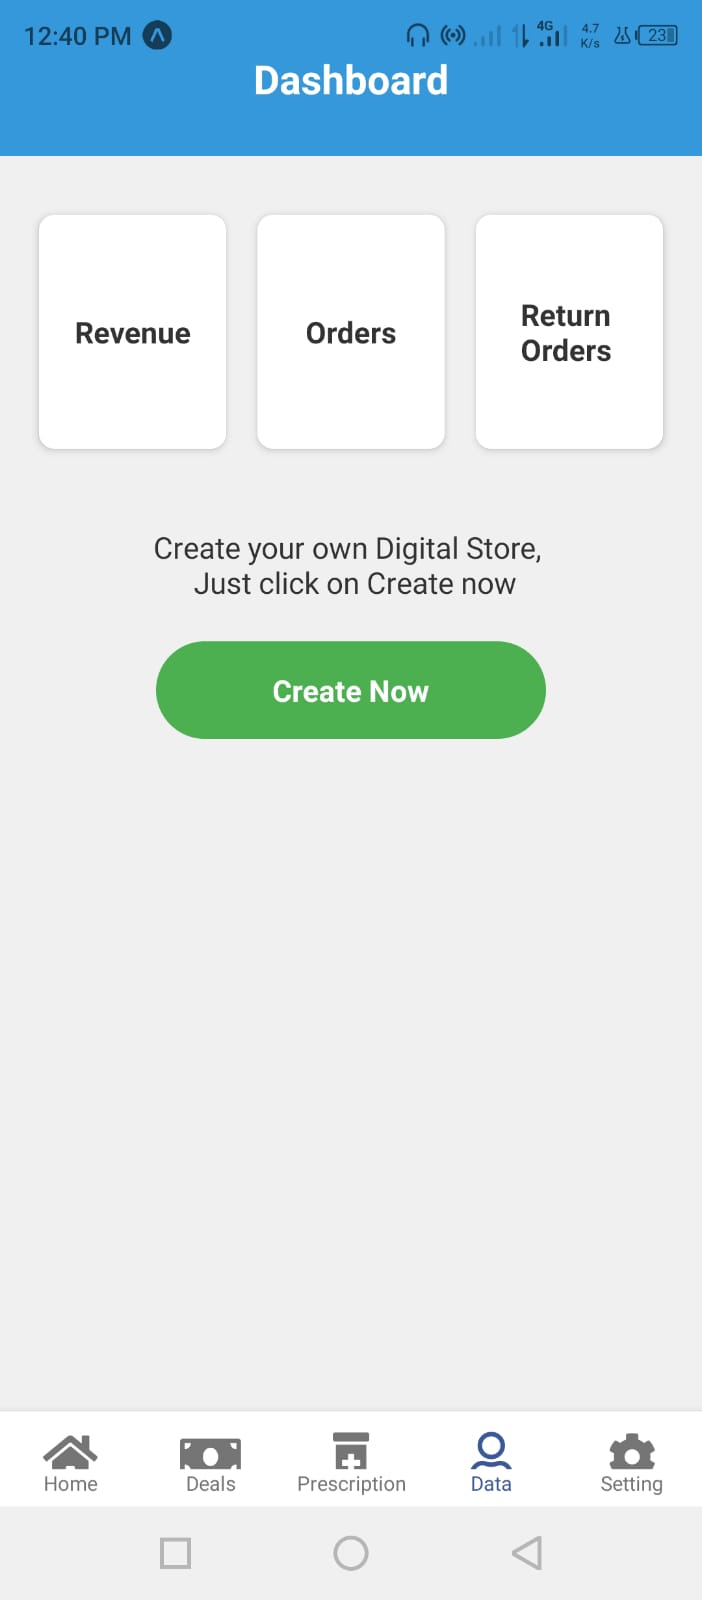 12:40 PM
4G
4.7
K/s
23
Dashboard
Revenue
Orders
Return
Orders
Create your own Digital Store,
Just click on Create now
Create Now
Home
Deals
Prescription
Data
Setting